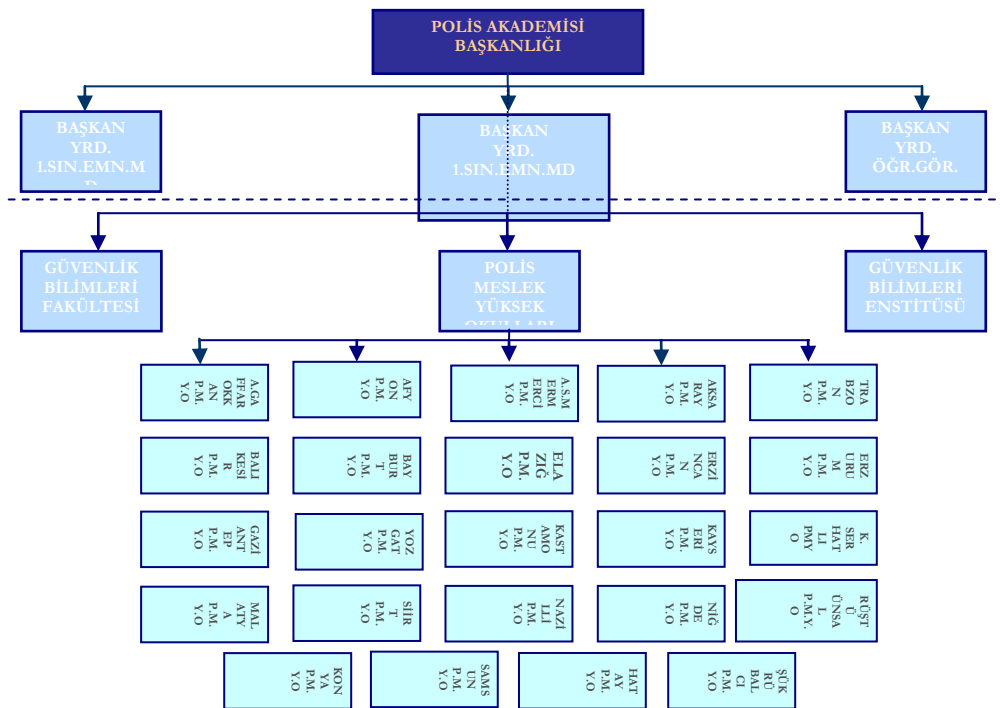 POLİS AKADEMİSİ
BAŞKANLIĞI
BAŞKAN
YRD.
1.SIN.EMN.M
D
BAŞKAN
YRD.
1.SIN.EMN.MD
BAŞKAN
YRD.
ÖĞR.GÖR.
GÜVENLİK
BİLİMLERİ
FAKÜLTESİ
POLİS
MESLEK
YÜKSEK
OKULLARI
GÜVENLİK
BİLİMLERİ
ENSTİTÜSÜ
A.GA
FFAR
OKK
AN
P.M.
Y.O
AFY
ON
P.M.
Y.O
A.S.M
ERM
ERCİ
P.M.
Y.O
AKSA
RAY
P.M.
Y.O
TRA
BZO
N
P.M.
Y.O
BALI
KESİ
R
P.M.
Y.O
BAY
BUR
T
P.M.
ELA
ZIĞ
P.M.
Y.O
ERZİ
NCA
N
P.M.
Y.O
ERZ
URU
M
P.M.
GAZİ
ANT
EP
P.M.
Y.O
YOZ
GAT
P.M.
Y.O
KAST
AMO
NU
P.M.
Y.O
KAYS
ERİ
P.M.
Y.O
K.
SER
HAT
LI
PMY
O
MAL
ATY
A
P.M.
Y.O
SİİR
T
P.M.
Y.O
NAZİ
LLİ
P.M.
Y.O
NİĞ
DE
P.M.
Y.O
RÜŞT
Ü
ÜNSA
L
P.M.Y.
O
KON
YA
P.M.
Y.O
SAMS
UN
P.M.
Y.O
HAT
AY
P.M.
Y.O
ŞÜK
RÜ
BAL
CI
P.M.
Y.O